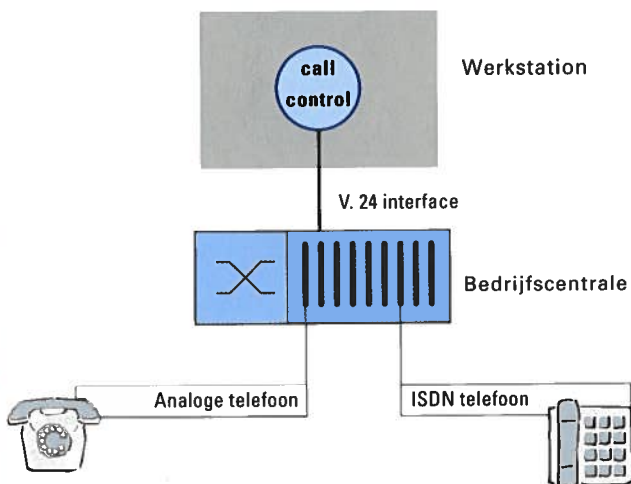 call
control
Werkstation
V. 24 interface
Bedrijfscentrale
Analoge telefoon
ISDN telefoon